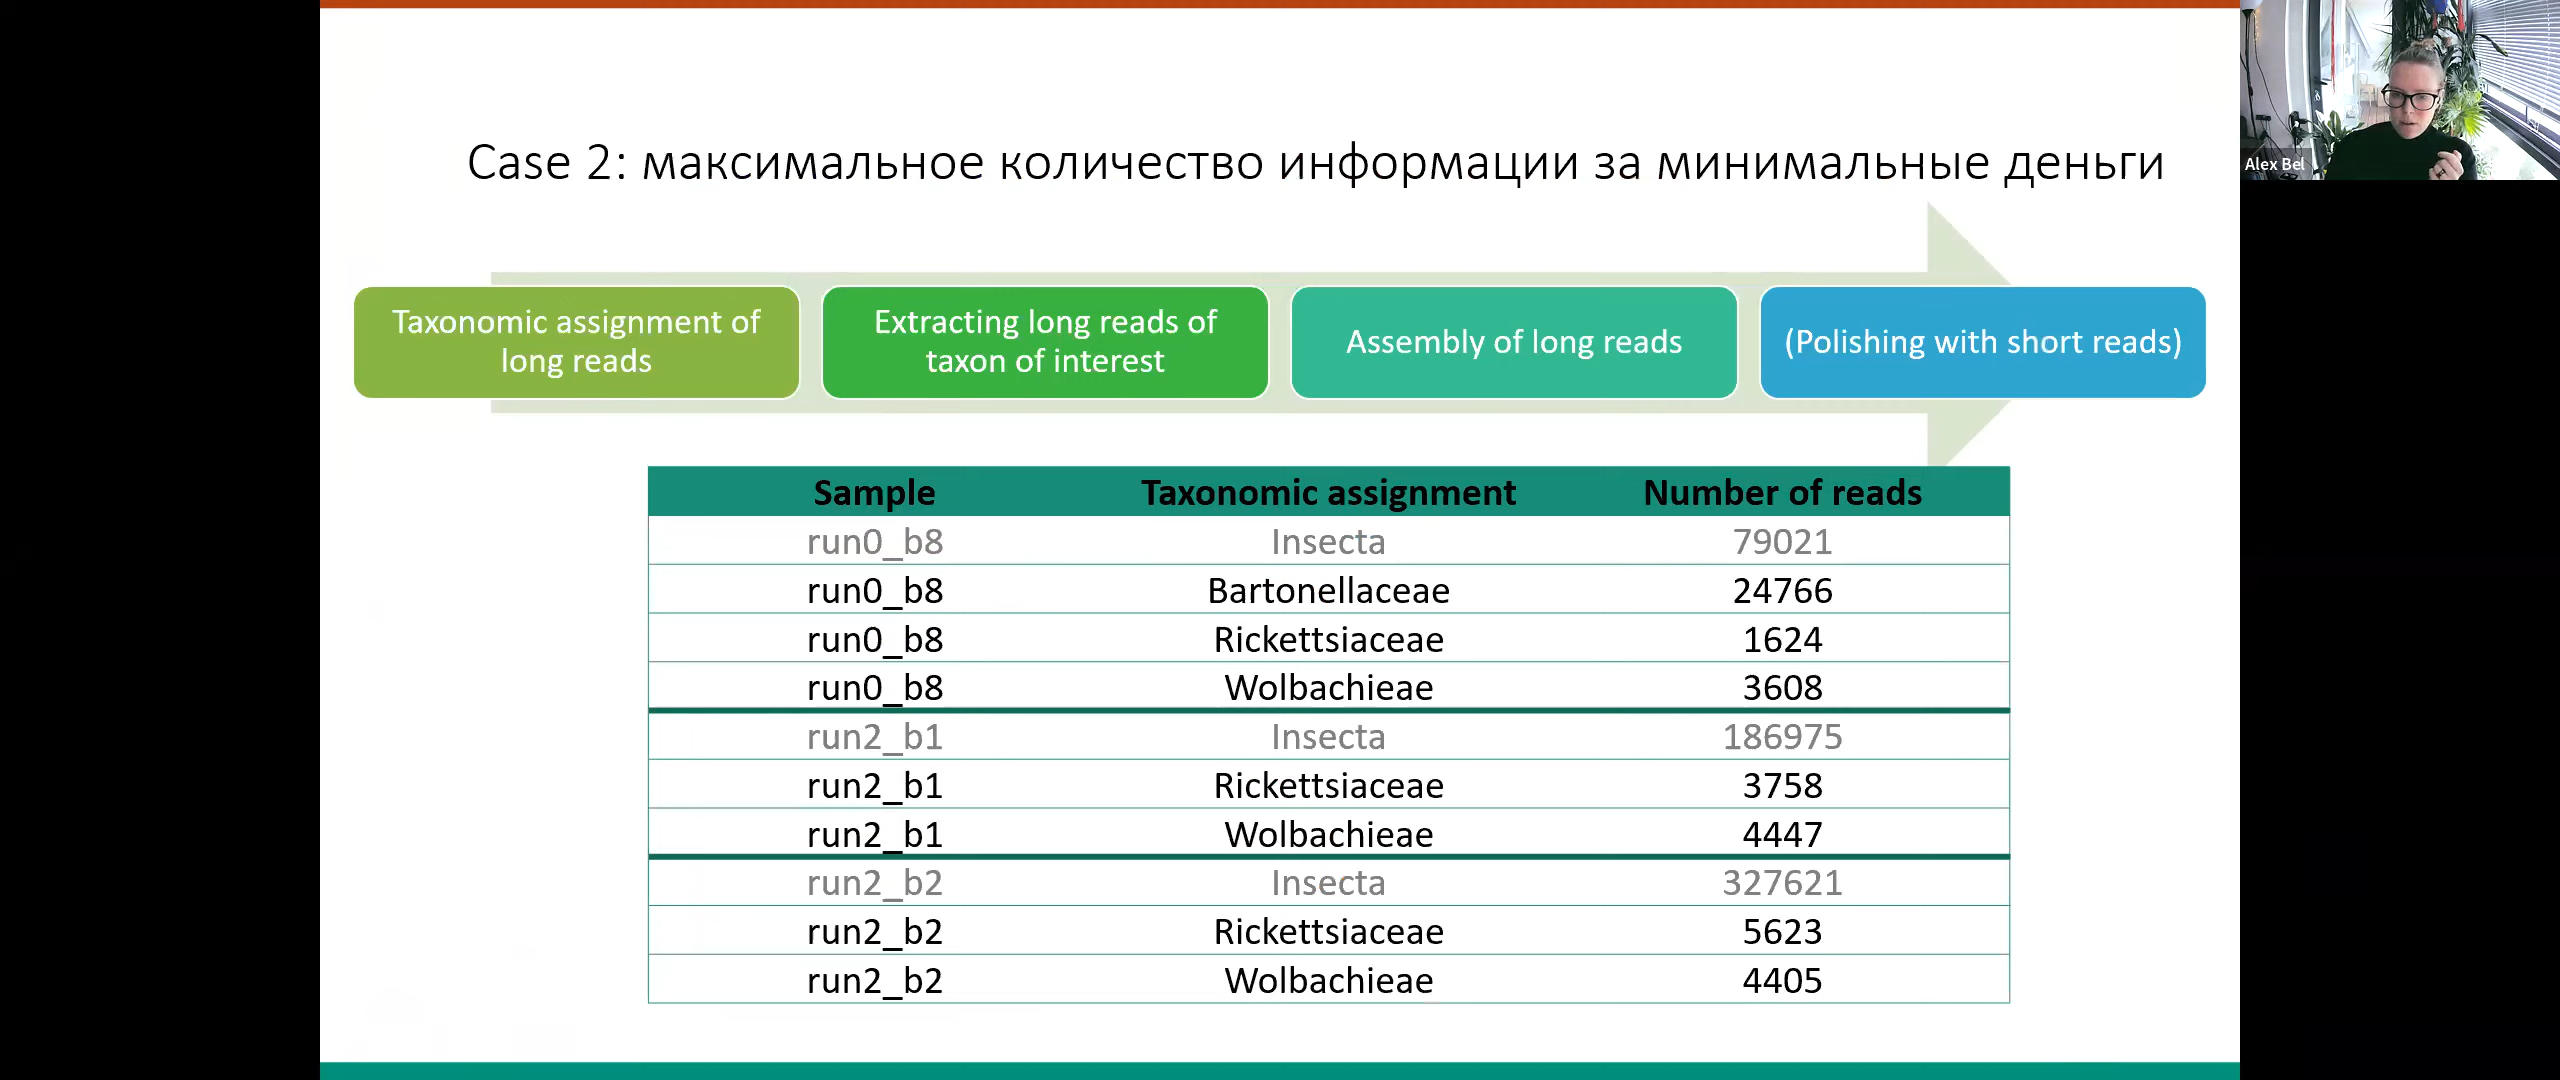 Case 2: максимальное количество информации за минимальные деньги
Alex Bel
Taxonomic assignment of
long reads
Extracting long reads of
taxon of interest
Assembly of long reads
(Polishing with short reads)
Sample Taxonomic assignment Number of reads
run0_b8 Insecta 79021
run0_b8 Bartonellaceae 24766
run0_b8 Rickettsiaceae 1624
run0_b8 Wolbachieae 3608
run2_b1 Insecta 186975
run2_b1 Rickettsiaceae 3758
run2_b1 Wolbachieae 4447
run2_b2 Insecta 327621
run2_b2 Rickettsiaceae 5623
run2_b2 Wolbachieae 4405